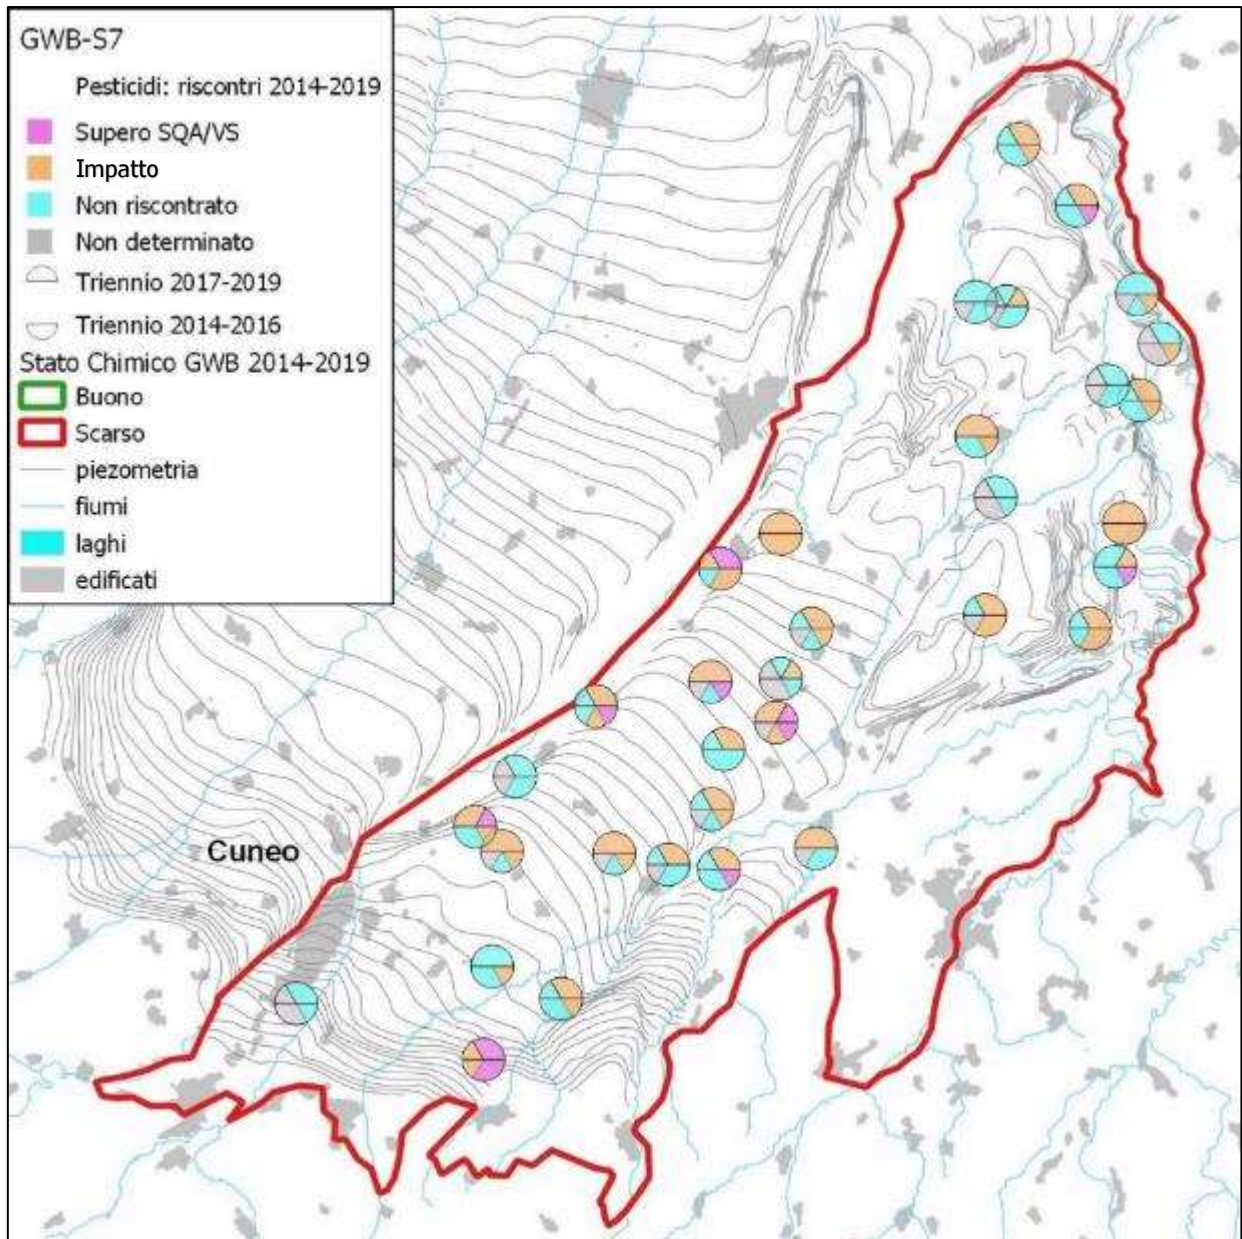 GWB-S7
Pesticidi: riscontri 2014-2019
Supero SQA/VS
Impatto
Non riscontrato
Non determinato
Triennio 2017-2019
Triennio 2014-2016
Stato Chimico GWB 2014-2019
Buono
Scarso
piezometria
fiumi
laghi
edificati
Cuneo